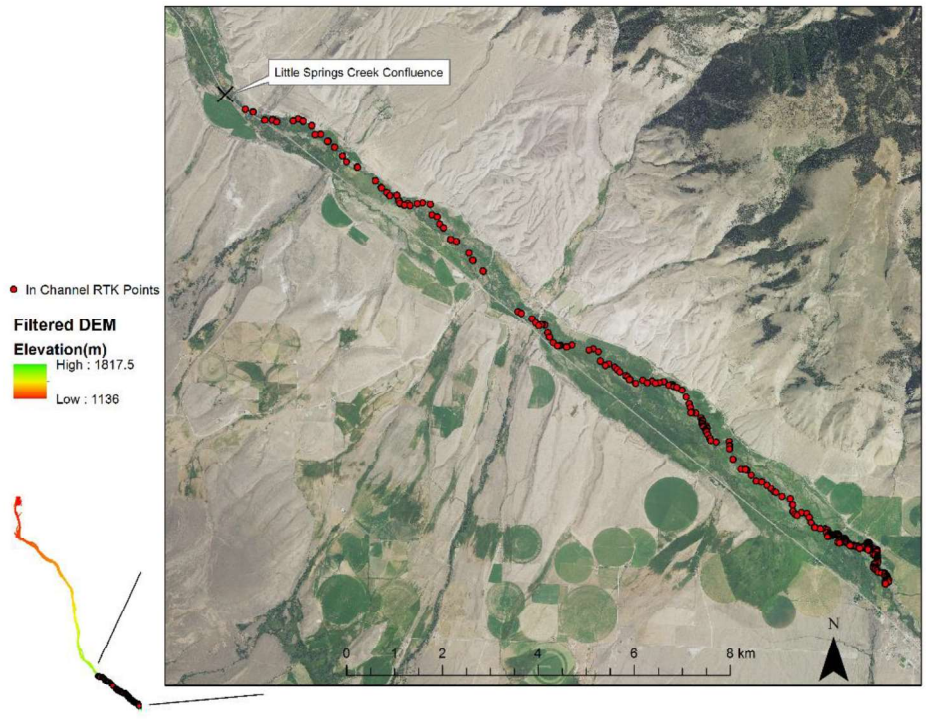 Little Springs Creek Confluence
In Channel RTK Points
Filtered DEM
Elevation(m)
High : 1817.5
Low : 1136
N
0 1 2 4 6 8 km